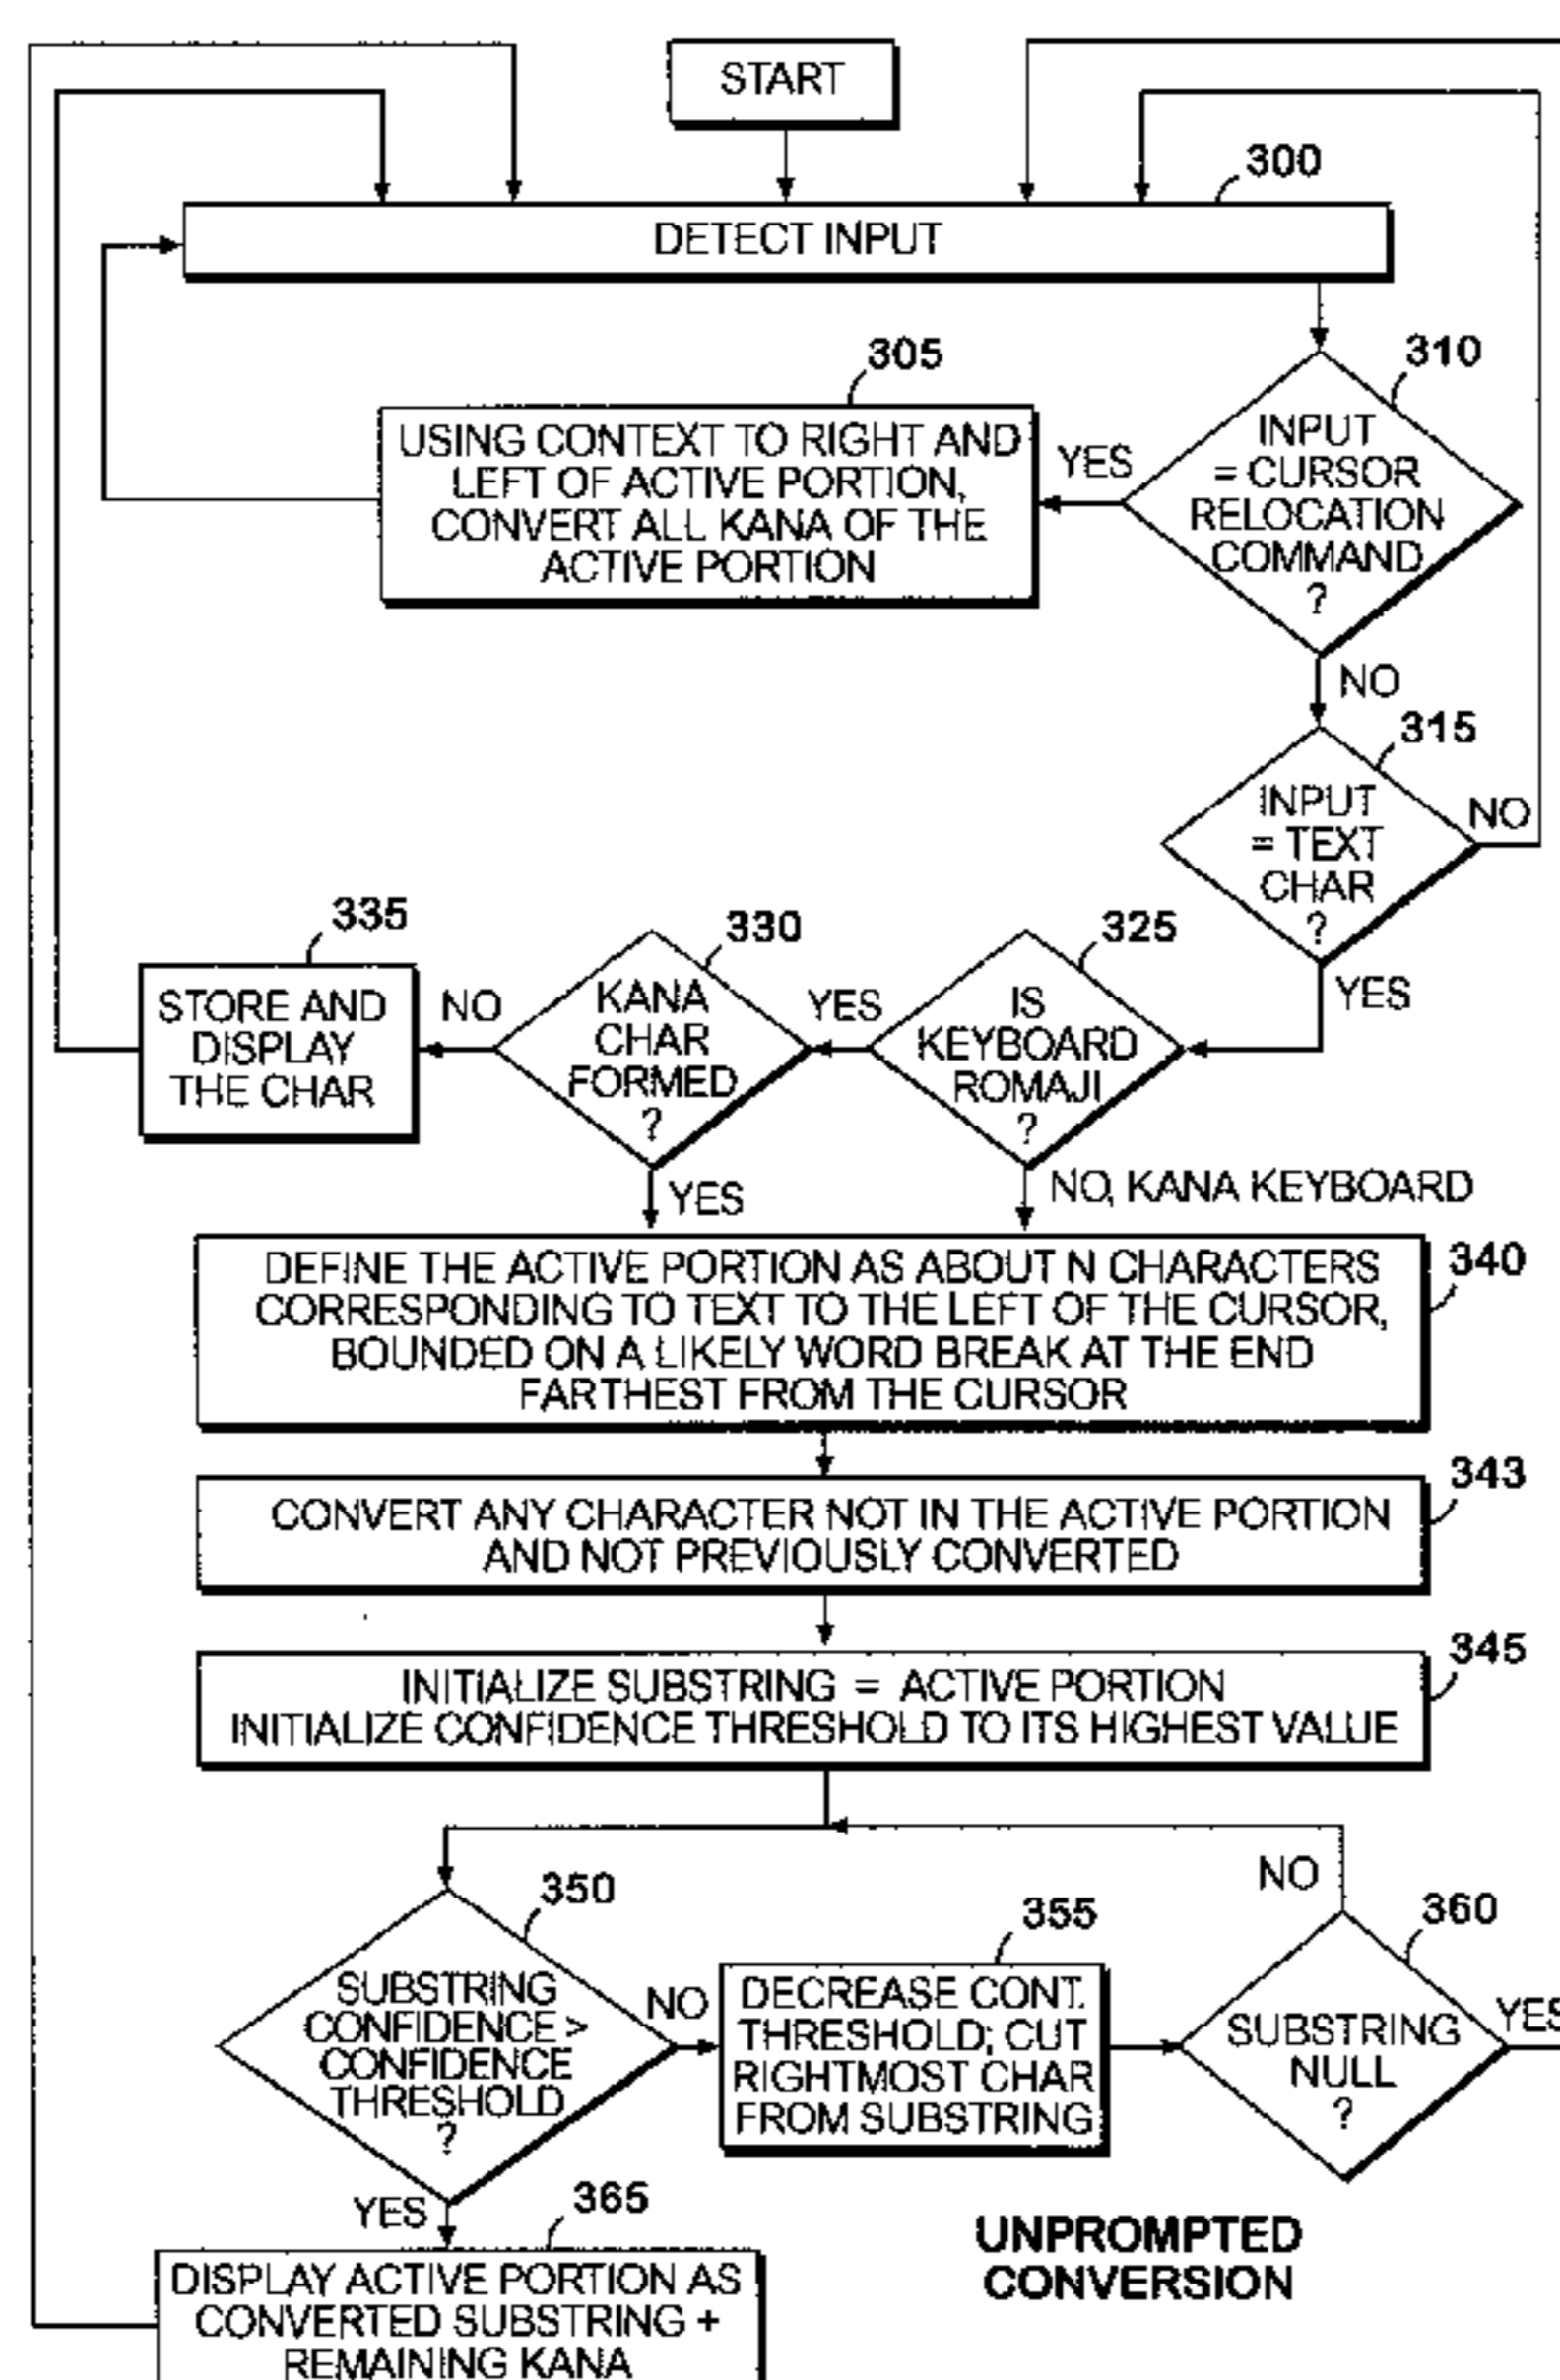 START
300
DETECT INPUT
305
USING CONTEXT TO RIGHT AND
LEFT OF ACTIVE PORTION,
CONVERT ALL KANA OF THE
ACTIVE PORTION
YES
310
INPUT
= CURSOR
RELOCATION
COMMAND
?
NO
315
INPUT
= TEXT
CHAR
?
NO
YES
325
IS
KEYBOARD
ROMAJI
?
YES
NO, KANA KEYBOARD
330
KANA
CHAR
FORMED
?
NO
YES
335
STORE AND
DISPLAY
THE CHAR
340
DEFINE THE ACTIVE PORTION AS ABOUT N CHARACTERS
CORRESPONDING TO TEXT TO THE LEFT OF THE CURSOR,
BOUNDED ON A LIKELY WORD BREAK AT THE END
FARTHEST FROM THE CURSOR
343
CONVERT ANY CHARACTER NOT IN THE ACTIVE PORTION
AND NOT PREVIOUSLY CONVERTED
345
INITIALIZE SUBSTRING = ACTIVE PORTION
INITIALIZE CONFIDENCE THRESHOLD TO ITS HIGHEST VALUE
350
SUBSTRING
CONFIDENCE >
CONFIDENCE
THRESHOLD
?
NO
YES
355
DECREASE CONT.
THRESHOLD; CUT
RIGHTMOST CHAR
FROM SUBSTRING
360
SUBSTRING
NULL
?
NO
YES
365
DISPLAY ACTIVE PORTION AS
CONVERTED SUBSTRING +
REMAINING KANA
UNPROMPTED
CONVERSION